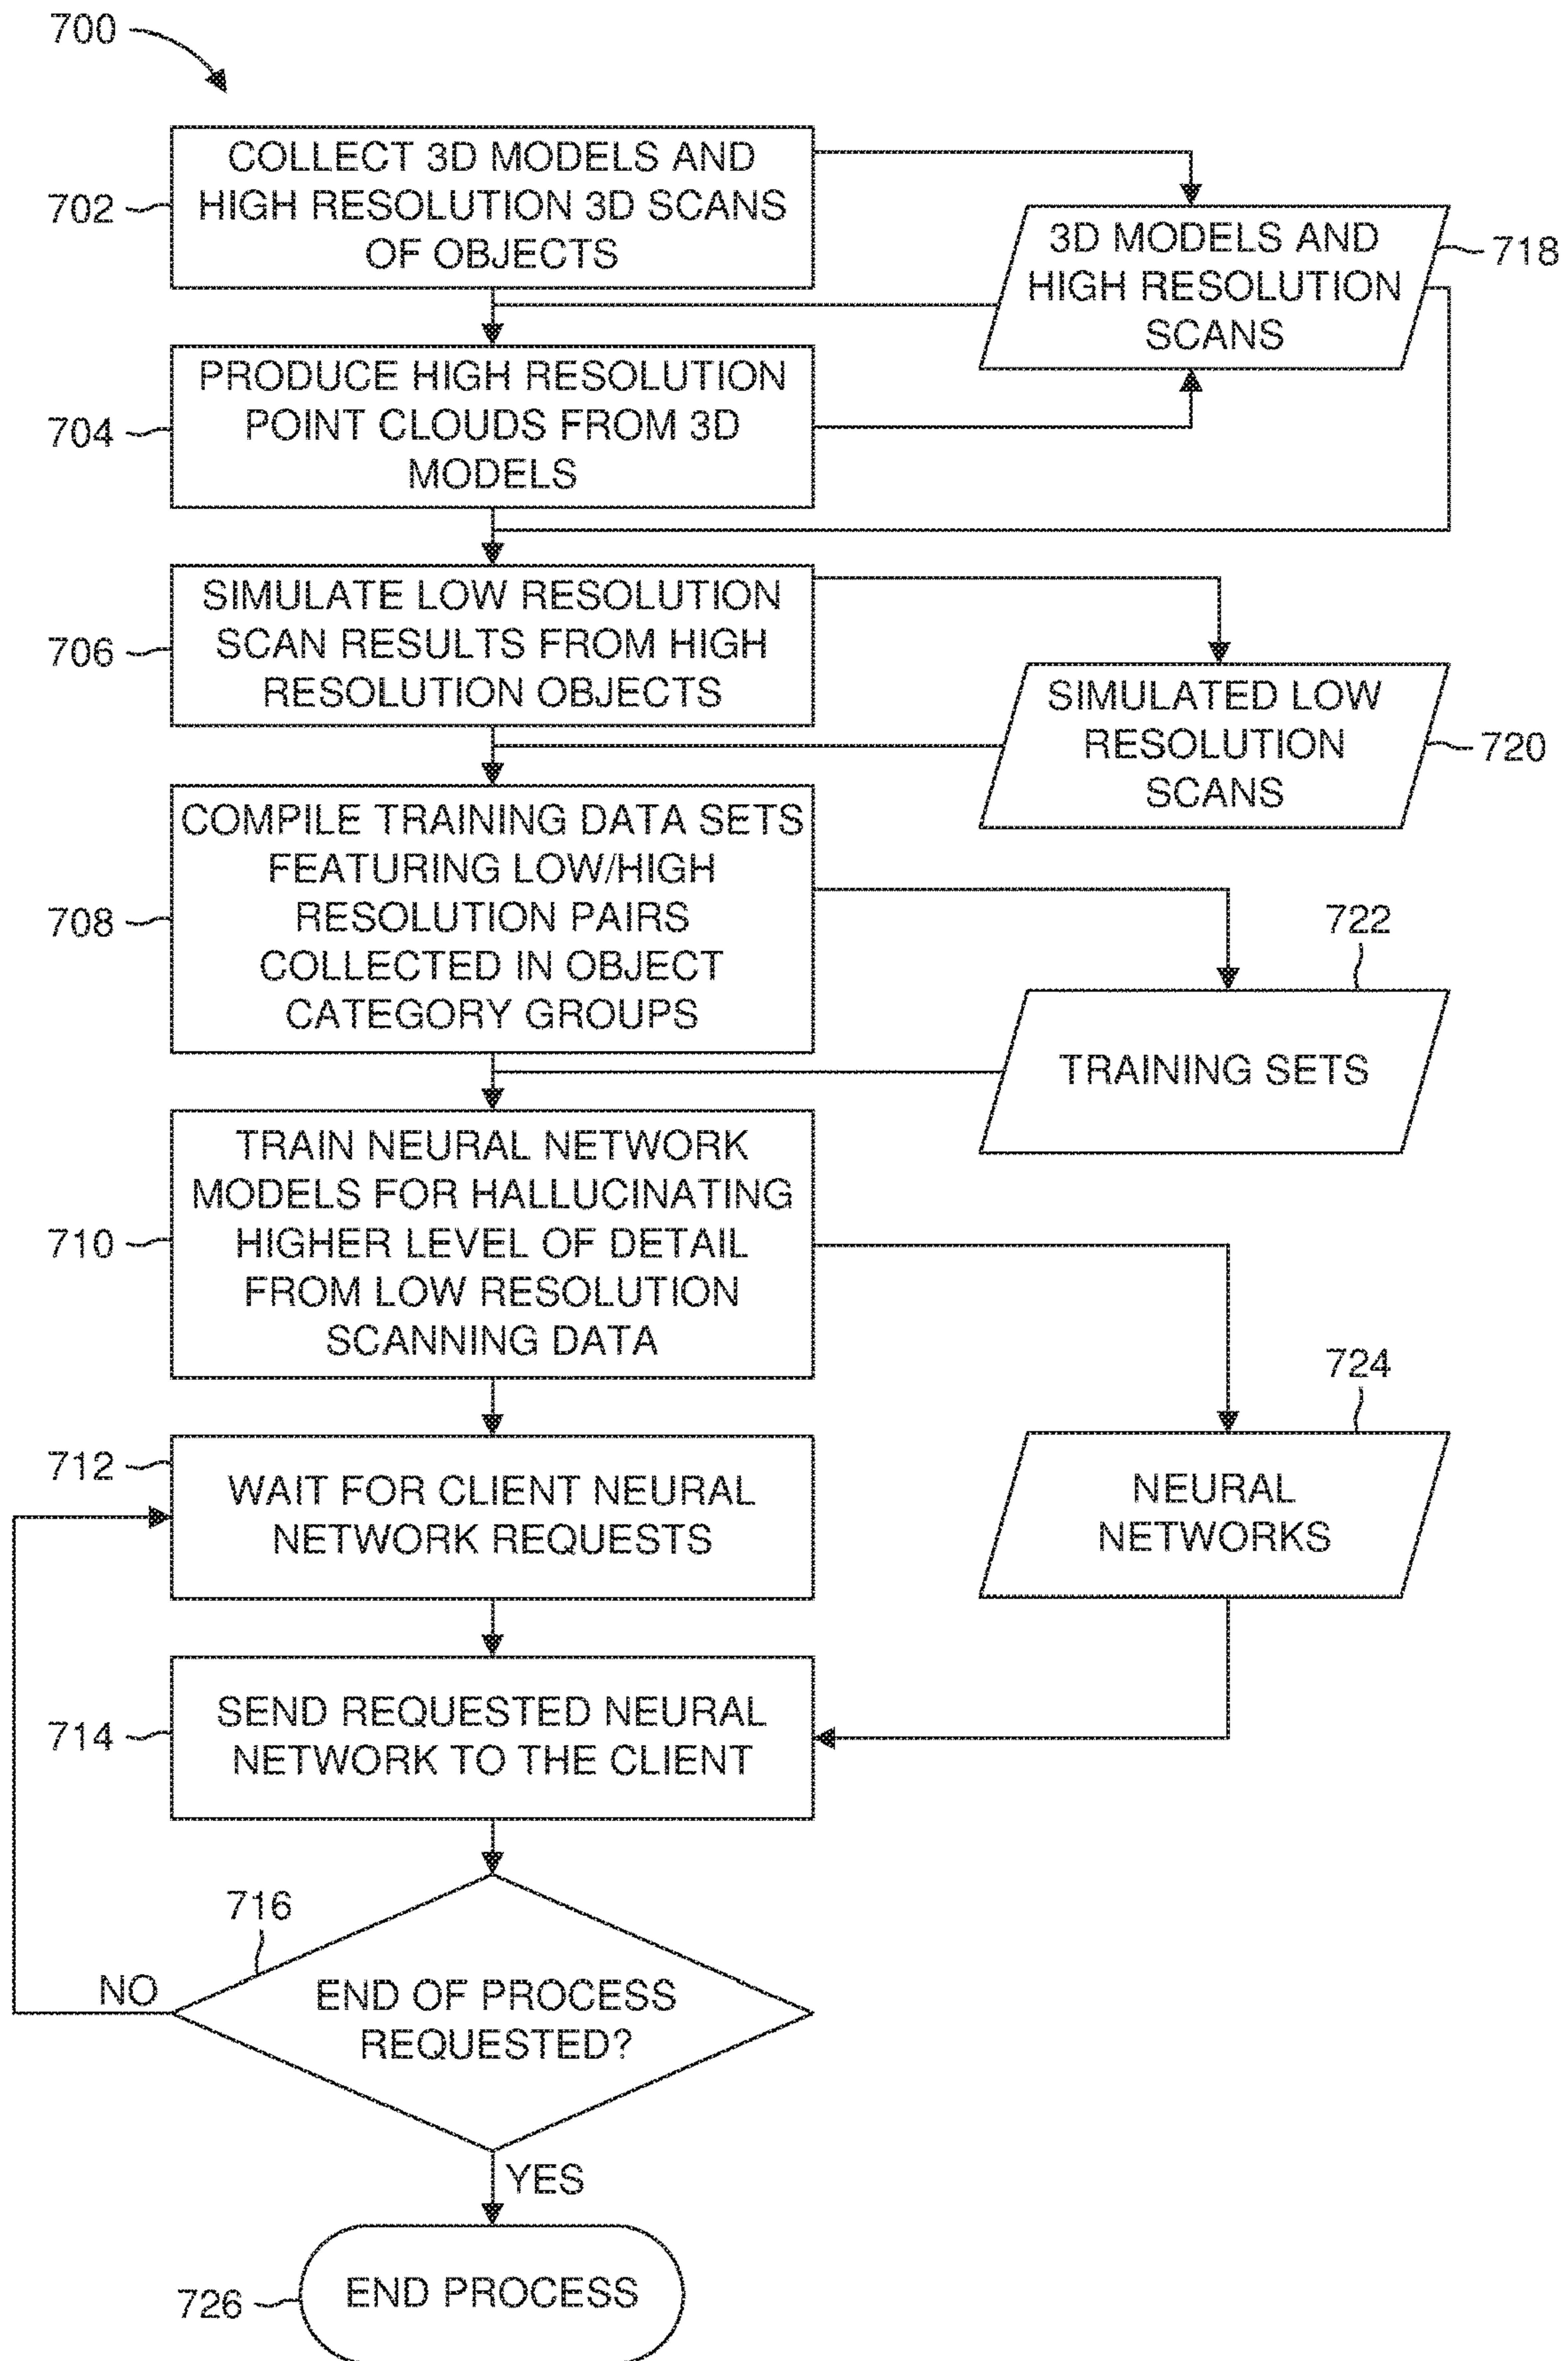 700
702
COLLECT 3D MODELS AND
HIGH RESOLUTION 3D SCANS
OF OBJECTS
3D MODELS AND
HIGH RESOLUTION
SCANS
718
704
PRODUCE HIGH RESOLUTION
POINT CLOUDS FROM 3D
MODELS
706
SIMULATE LOW RESOLUTION
SCAN RESULTS FROM HIGH
RESOLUTION OBJECTS
SIMULATED LOW
RESOLUTION
SCANS
720
708
COMPILE TRAINING DATA SETS
FEATURING LOW/HIGH
RESOLUTION PAIRS
COLLECTED IN OBJECT
CATEGORY GROUPS
722
TRAINING SETS
710
TRAIN NEURAL NETWORK
MODELS FOR HALLUCINATING
HIGHER LEVEL OF DETAIL
FROM LOW RESOLUTION
SCANNING DATA
724
NEURAL
NETWORKS
712
WAIT FOR CLIENT NEURAL
NETWORK REQUESTS
714
SEND REQUESTED NEURAL
NETWORK TO THE CLIENT
716
NO
END OF PROCESS
REQUESTED?
YES
726
END PROCESS